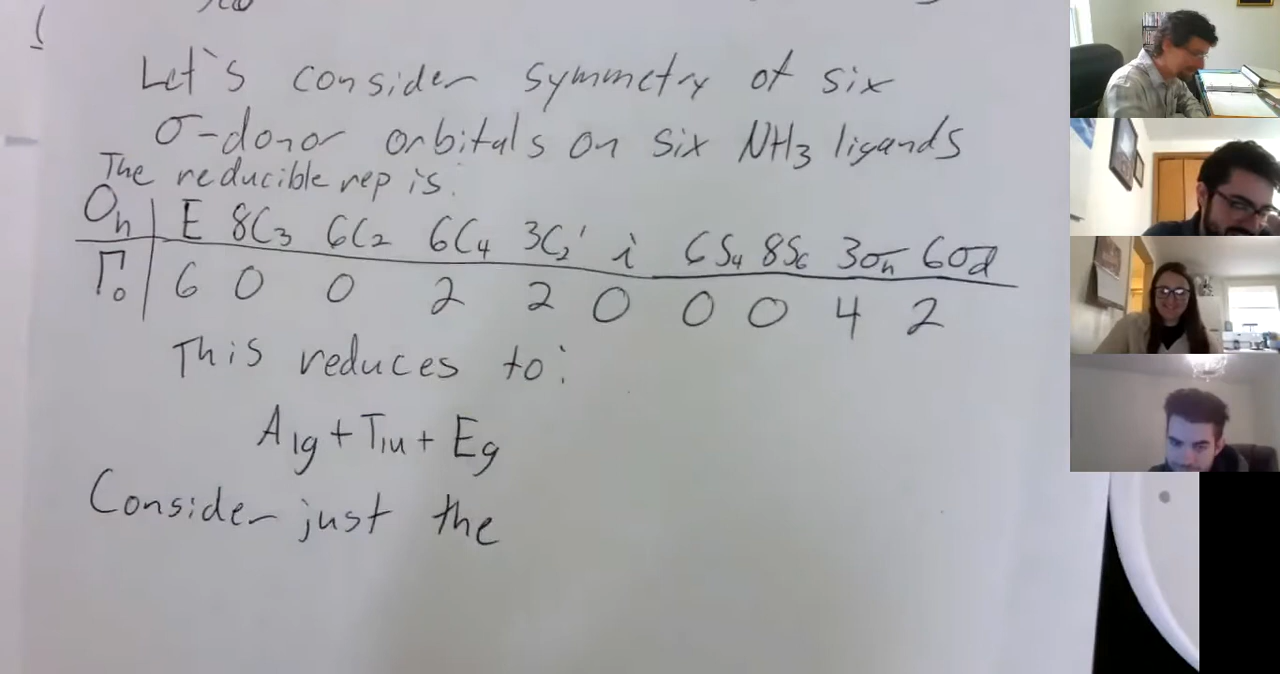 Let's consider symmetry of six
σ-donor orbitals on six NH3 ligands
The reducible rep is:
Oh E 8C3 6C2 6C4 3C2' i 6S4 8S6 3σh 6σd
Γσ 6 0 0 2 2 0 0 0 4 2
This reduces to:
A1g + T1u + Eg
Consider just the